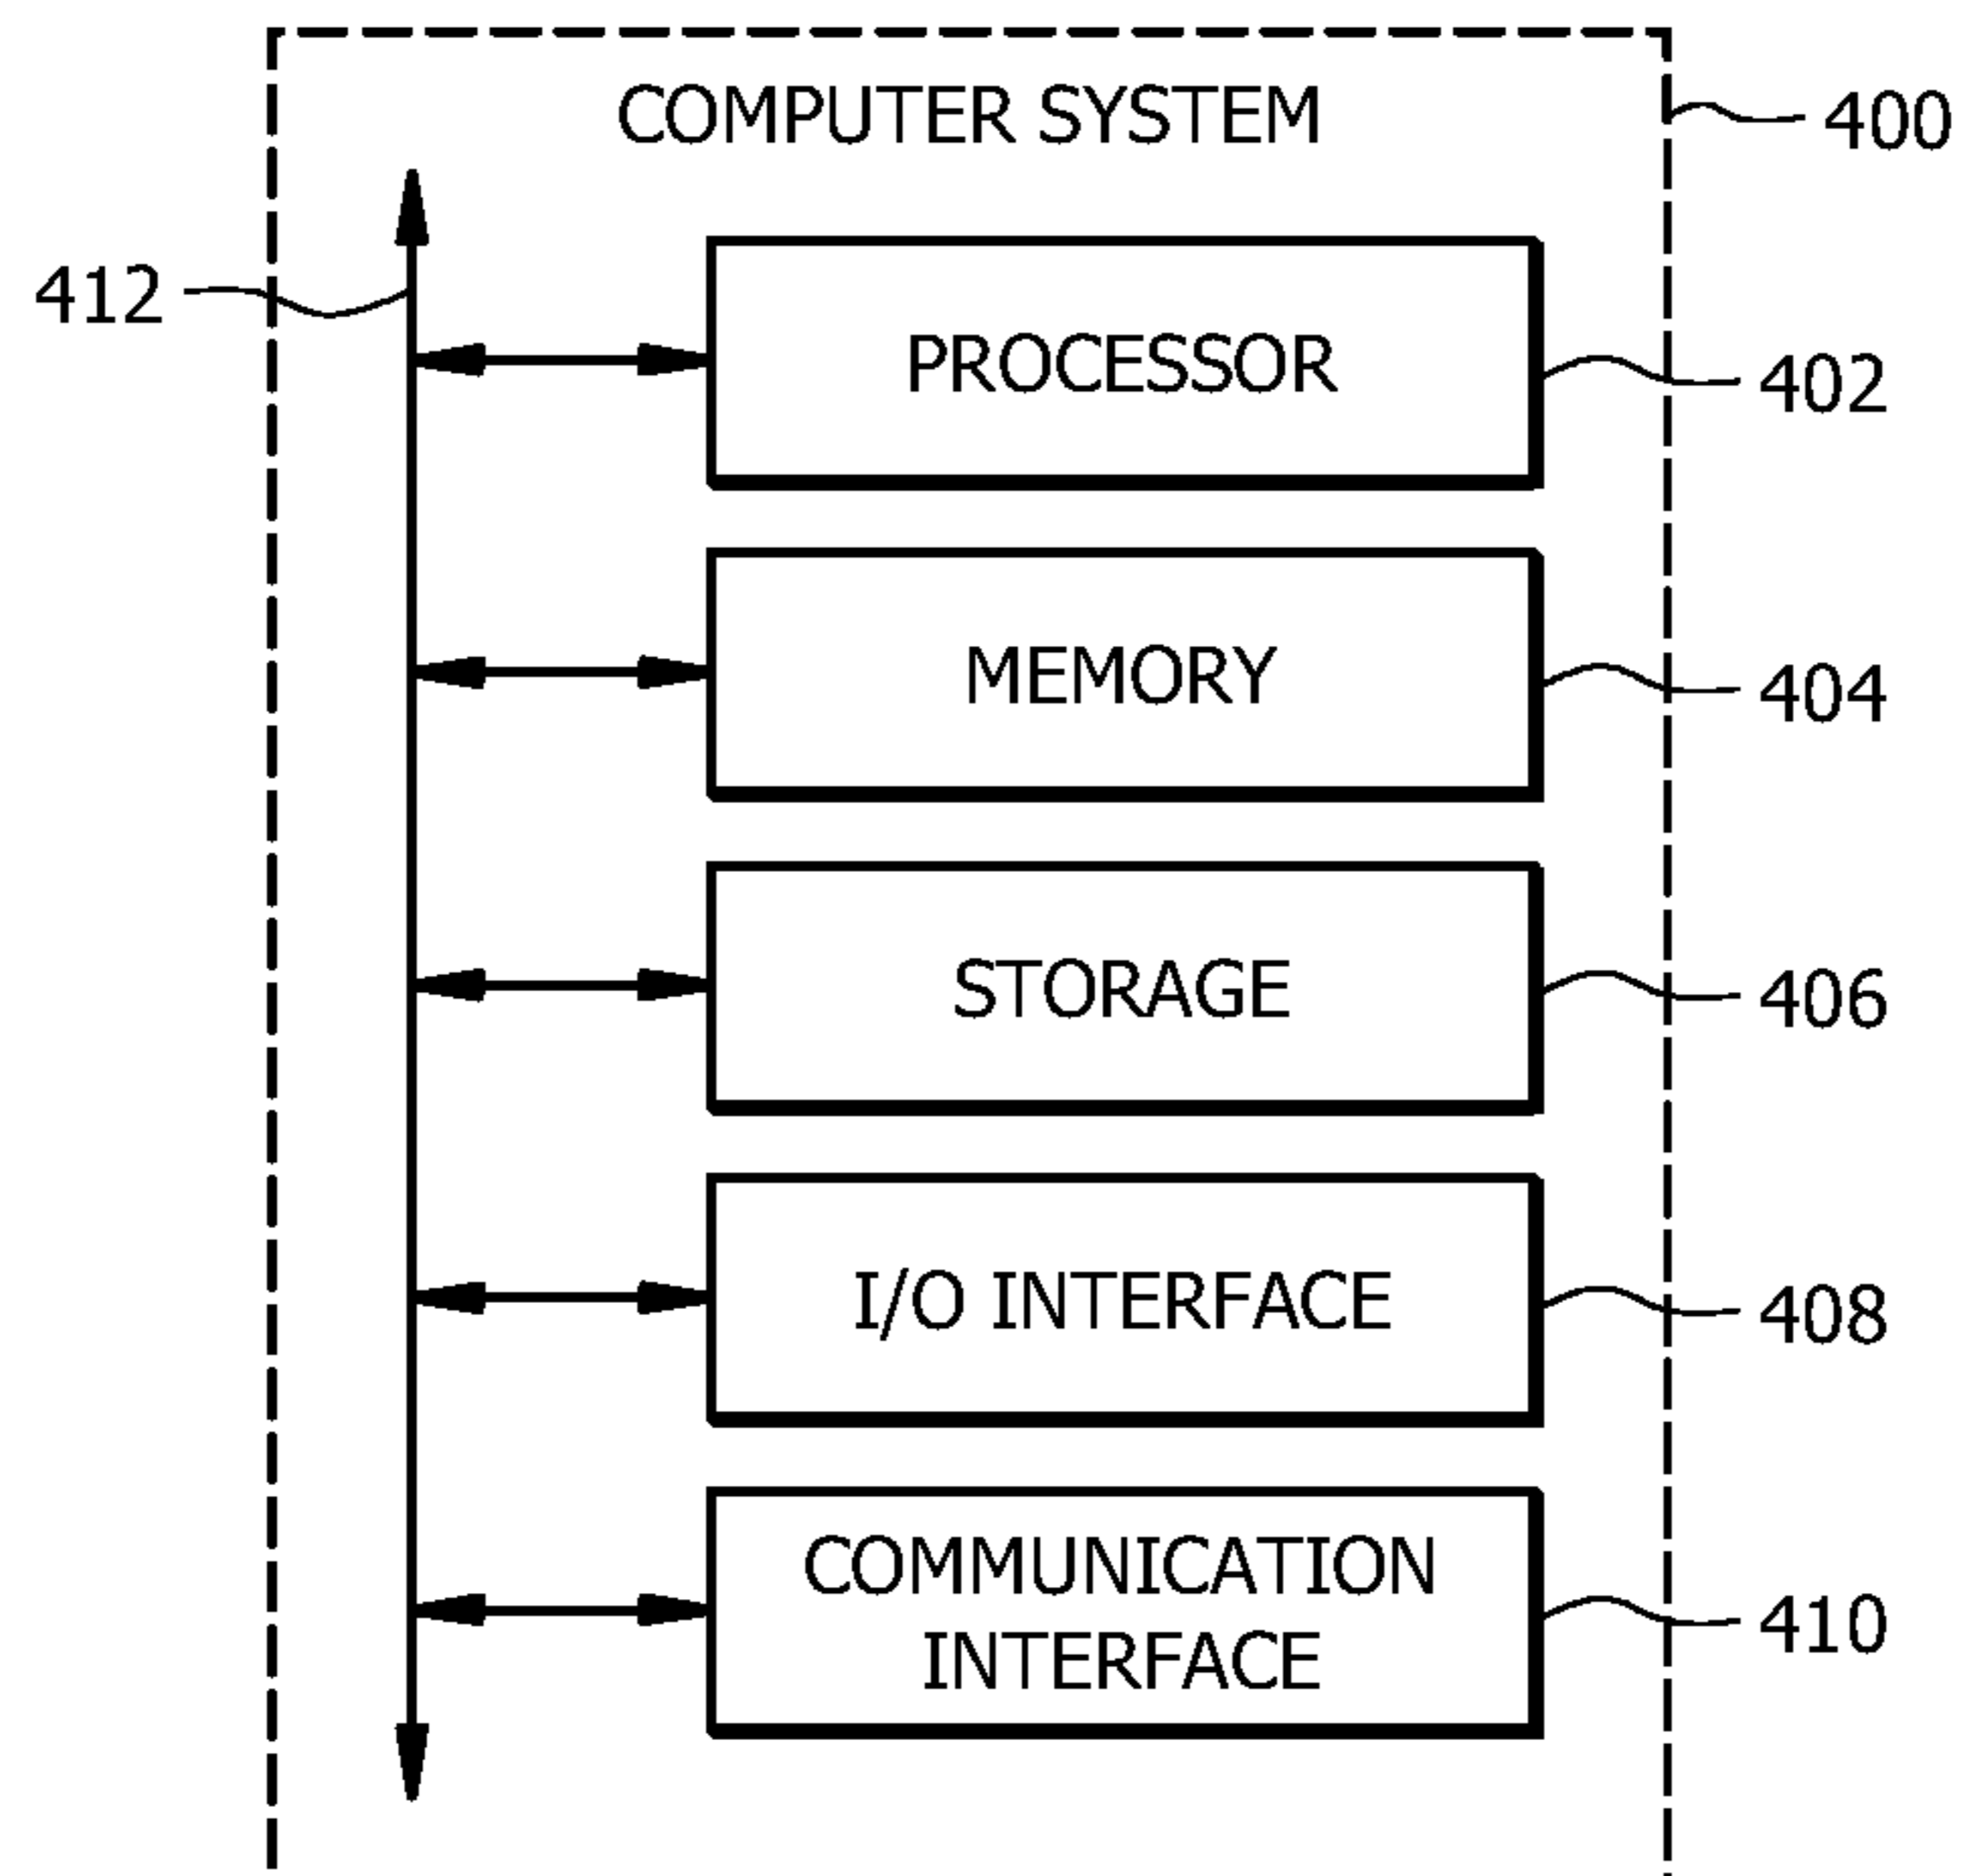 COMPUTER SYSTEM
400
412
PROCESSOR
402
MEMORY
404
STORAGE
406
I/O INTERFACE
408
COMMUNICATION
INTERFACE
410